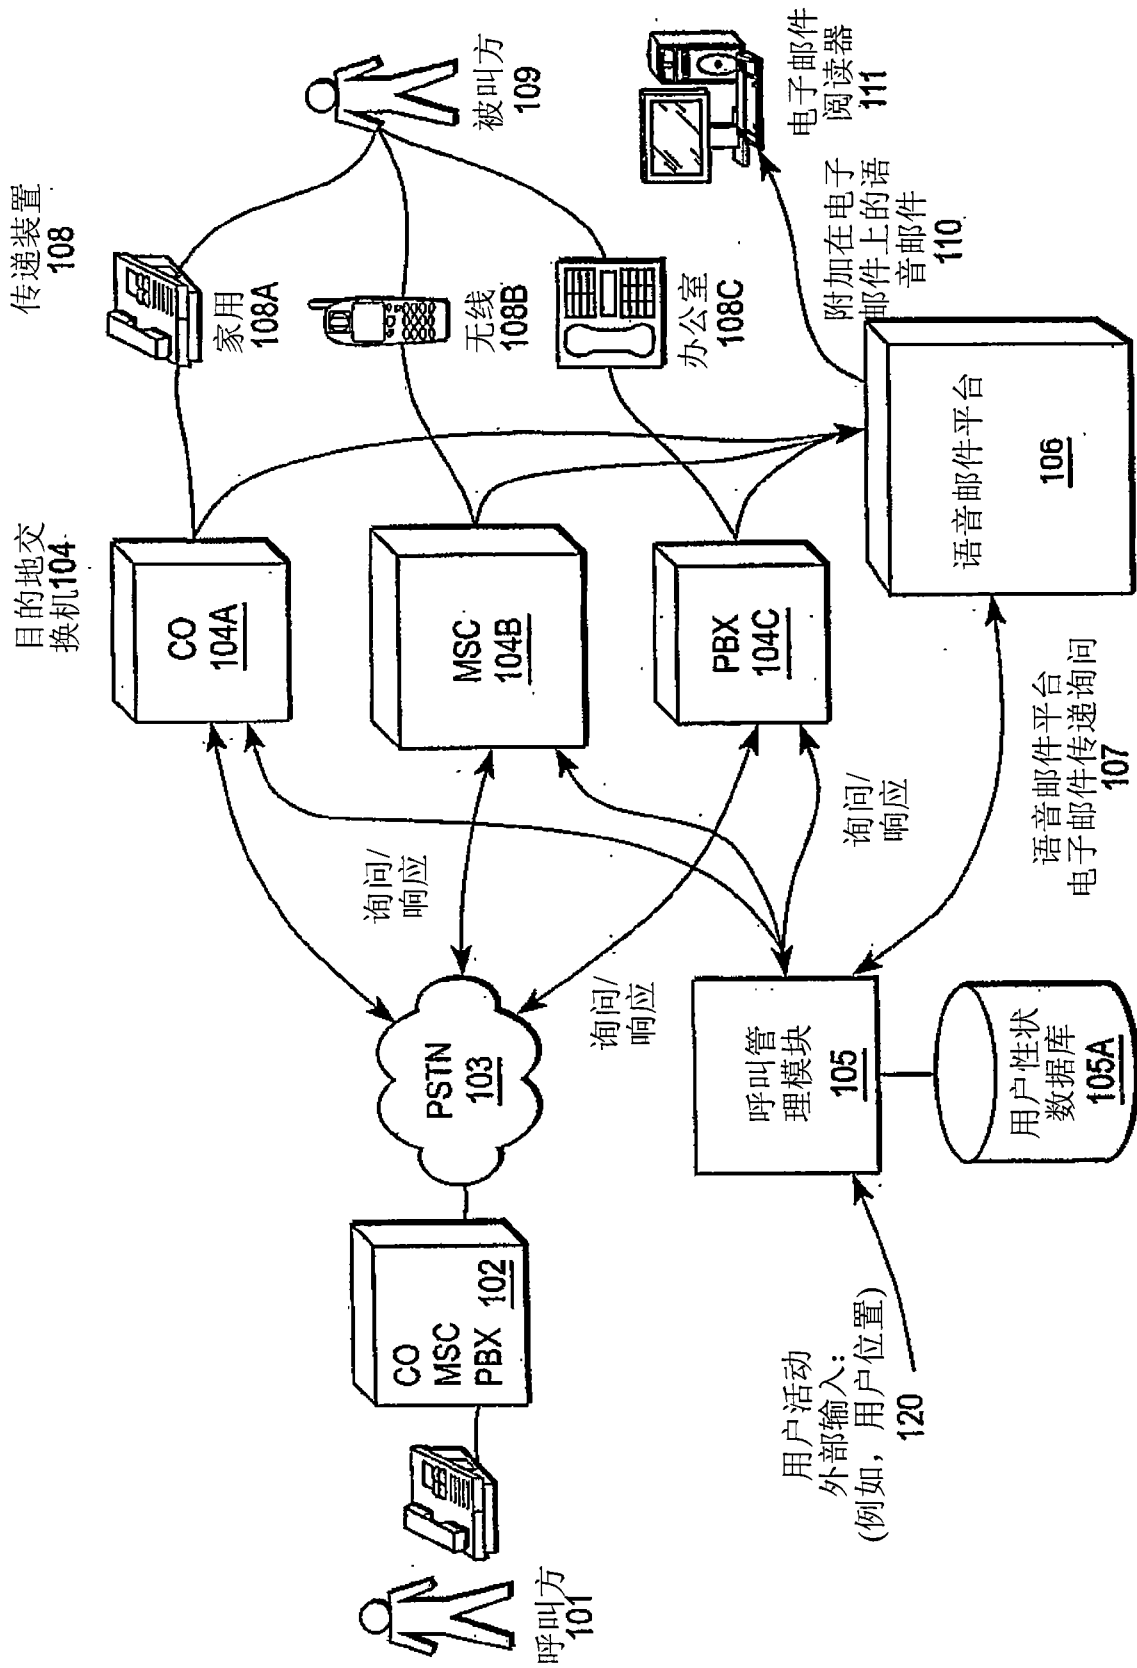 呼叫方
101
CO
MSC
PBX
102
PSTN
103
询问/
响应
询问/
响应
询问/
响应
目的地交
换机104
CO
104A
MSC
104B
PBX
104C
传递装置
108
家用
108A
无线
108B
办公室
108C
被叫方
109
电子邮件
阅读器
111
附加在电子
邮件上的语
音邮件
110
语音邮件平台
106
语音邮件平台
电子邮件传递询问
107
呼叫管
理模块
105
用户性状
数据库
105A
用户活动
外部输入:
(例如, 用户位置)
120